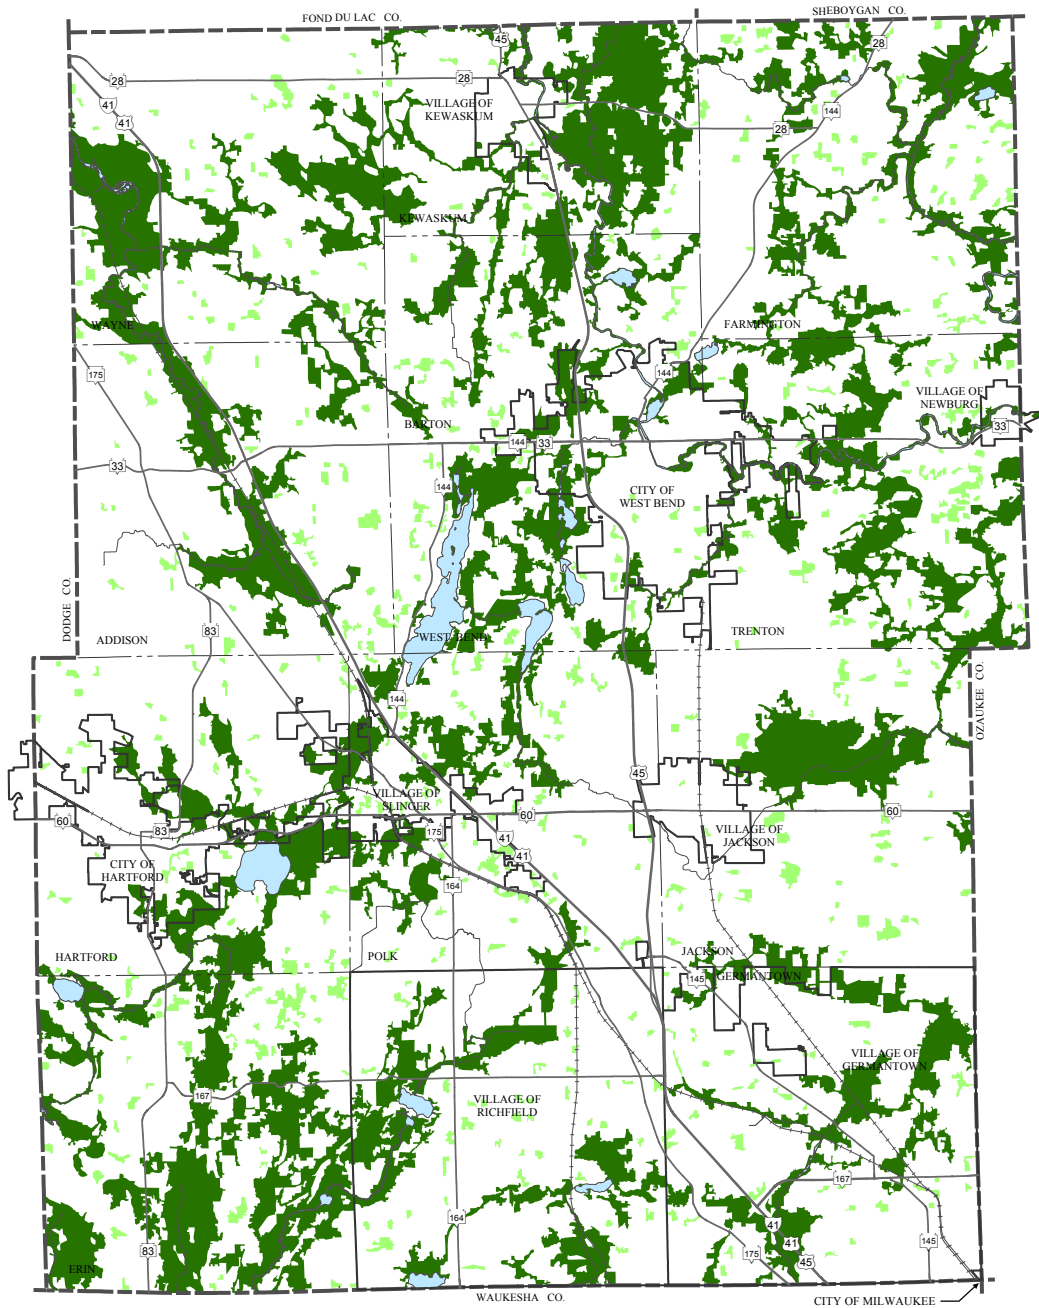 FOND DU LAC CO.
SHEBOYGAN CO.
45
28
28
28
41
41
VILLAGE OF
KEWASKUM
144
28
KEWASKUM
WAYNE
FARMINGTON
175
144
VILLAGE OF
NEWBURG
BARTON
33
144
33
33
144
CITY OF
WEST BEND
DODGE CO.
ADDISON
83
WEST BEND
TRENTON
OZAUKEE CO.
144
45
VILLAGE OF
SLINGER
60
83
175
60
60
VILLAGE OF
JACKSON
41
41
CITY OF
HARTFORD
164
HARTFORD
POLK
JACKSON
145
GERMANTOWN
VILLAGE OF
GERMANTOWN
167
VILLAGE OF
RICHFIELD
167
164
83
41
41
45
175
145
ERIN
WAUKESHA CO.
CITY OF MILWAUKEE